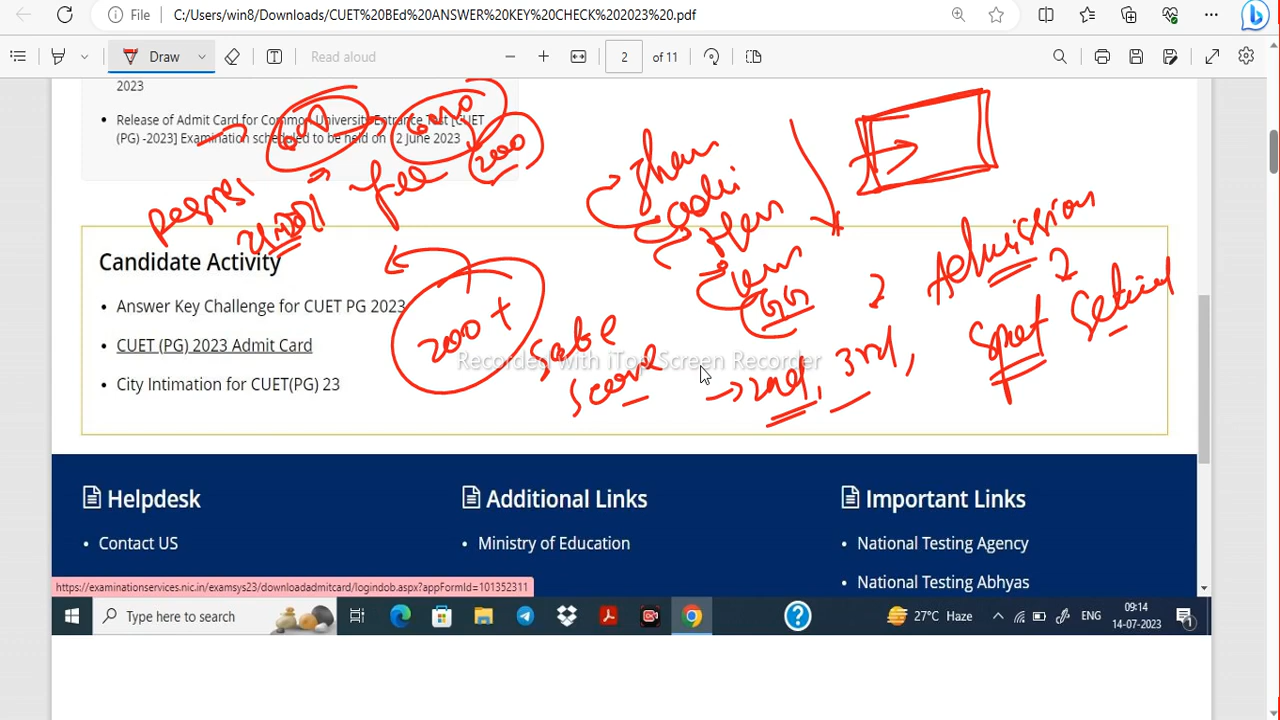 File C:/Users/win8/Downloads/CUET%20BEd%20ANSWER%20KEY%20CHECK%202023%20.pdf
Draw Read aloud 2 of 11
2023
Release of Admit Card for Common University Entrance Test [CUET
(PG) -2023] Examination scheduled to be held on 12 June 2023
200
fee
Admission
Candidate Activity
Answer Key Challenge for CUET PG 2023
200 +
CUET (PG) 2023 Admit Card
Safe
Score
2nd, 3rd,
Recorded with iTop Screen Recorder
City Intimation for CUET(PG) 23
Helpdesk
Additional Links
Important Links
Contact US
Ministry of Education
National Testing Agency
National Testing Abhyas
https://examinationservices.nic.in/examsys23/downloadadmitcard/logindob.aspx?appFormId=101352311
Type here to search
27°C Haze
ENG
09:14
14-07-2023
1